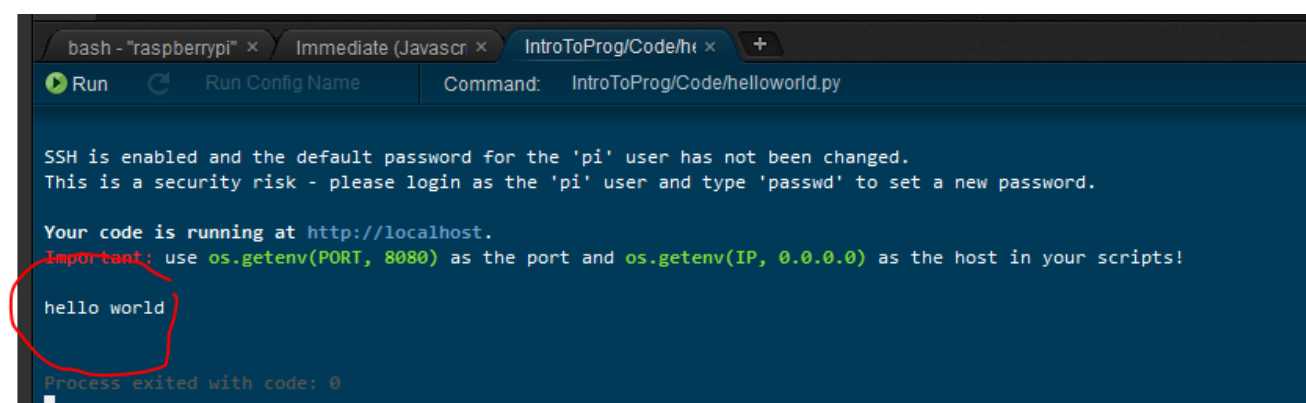 bash - "raspberrypi" × Immediate (Javascri × IntroToProg/Code/he × +
Run Run Config Name Command: IntroToProg/Code/helloworld.py
SSH is enabled and the default password for the 'pi' user has not been changed.
This is a security risk - please login as the 'pi' user and type 'passwd' to set a new password.
Your code is running at http://localhost.
Important: use os.getenv(PORT, 8080) as the port and os.getenv(IP, 0.0.0.0) as the host in your scripts!
hello world
Process exited with code: 0